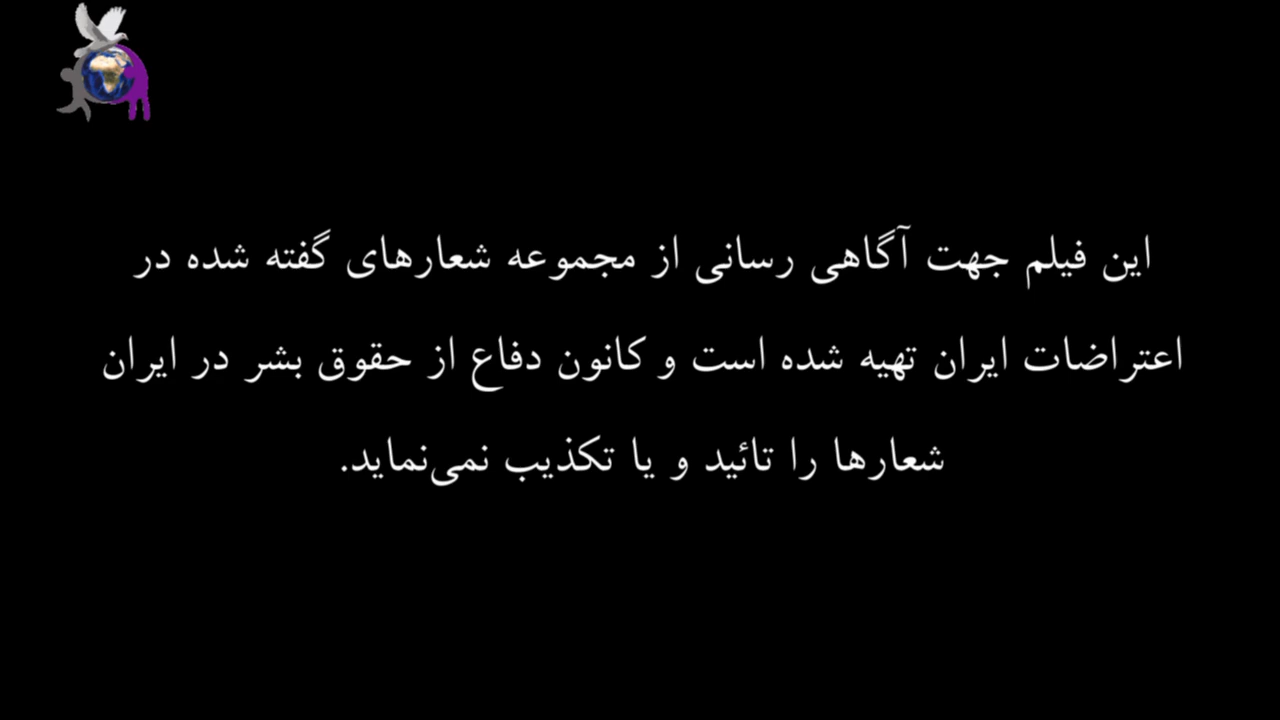 این فیلم جهت آگاهی رسانی از مجموعه شعارهای گفته شده در
اعتراضات ایران تهیه شده است و کانون دفاع از حقوق بشر در ایران
شعارها را تائید و یا تکذیب نمی‌نماید.